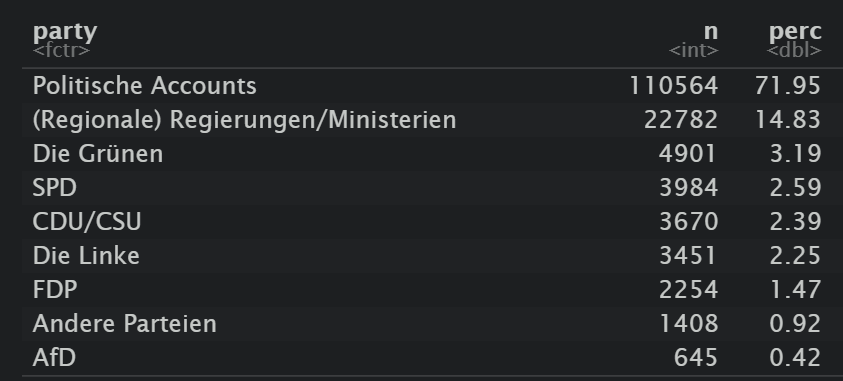 party n perc
<fctr> <int> <dbl>
Politische Accounts 110564 71.95
(Regionale) Regierungen/Ministerien 22782 14.83
Die Grünen 4901 3.19
SPD 3984 2.59
CDU/CSU 3670 2.39
Die Linke 3451 2.25
FDP 2254 1.47
Andere Parteien 1408 0.92
AfD 645 0.42